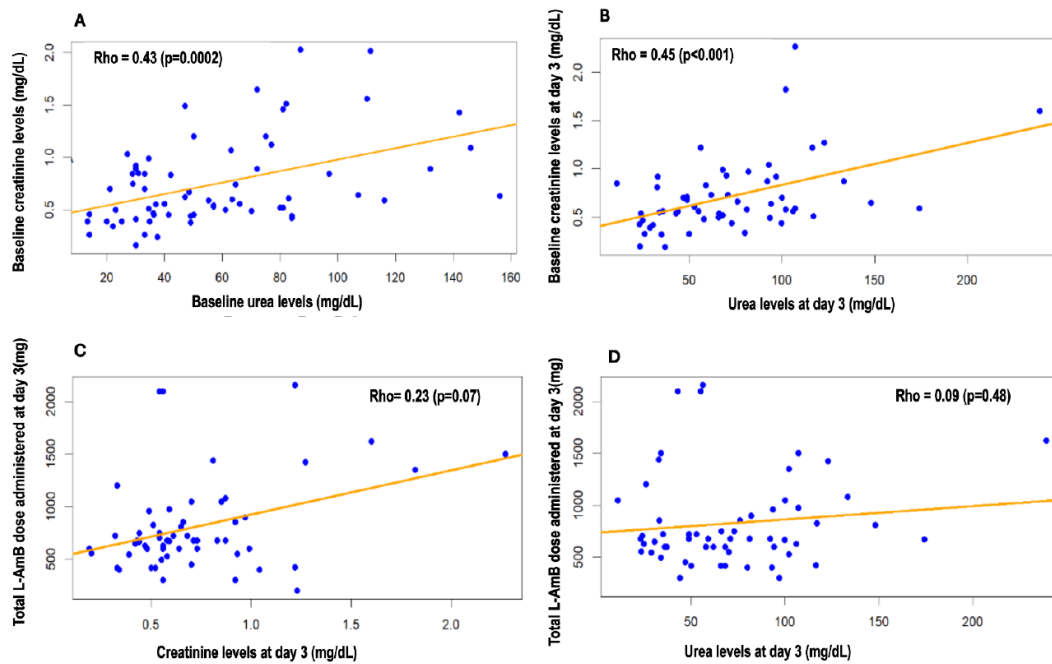 A
Rho = 0.43 (p=0.0002)
Baseline creatinine levels (mg/dL)
2.0
1.5
1.0
0.5
20 40 60 80 100 120 140 160
Baseline urea levels (mg/dL)
B
Rho = 0.45 (p<0.001)
Baseline creatinine levels at day 3 (mg/dL)
2.0
1.5
1.0
0.5
50 100 150 200
Urea levels at day 3 (mg/dL)
C
Rho= 0.23 (p=0.07)
Total L-AmB dose administered at day 3(mg)
2000
1500
1000
500
0.5 1.0 1.5 2.0
Creatinine levels at day 3 (mg/dL)
D
Rho = 0.09 (p=0.48)
Total L-AmB dose administered at day 3(mg)
2000
1500
1000
500
50 100 150 200
Urea levels at day 3 (mg/dL)